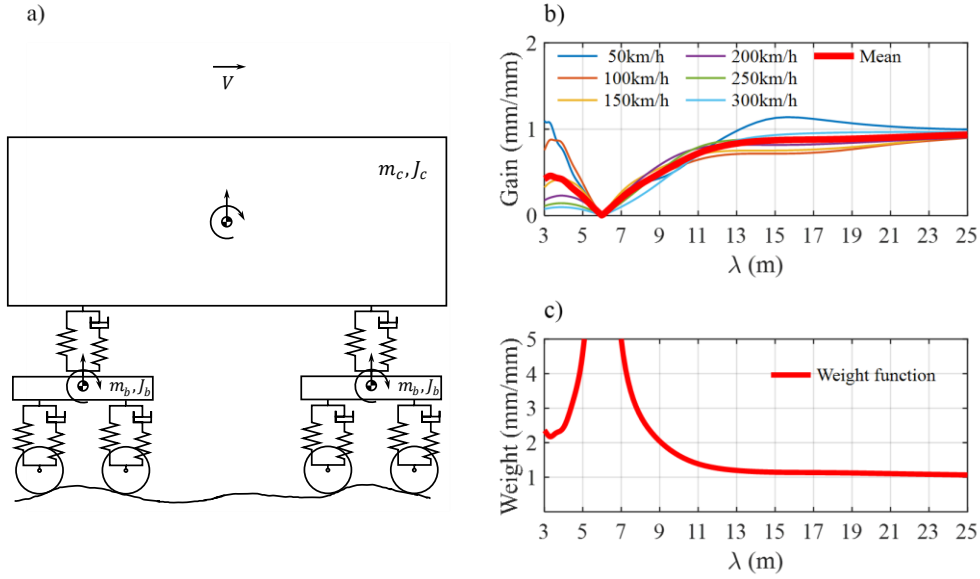 a)
V
m_c, J_c
m_b, J_b
m_b, J_b
b)
Gain (mm/mm)
2
1
0
50km/h
100km/h
150km/h
200km/h
250km/h
300km/h
Mean
3 5 7 9 11 13 15 17 19 21 23 25
λ (m)
c)
Weight (mm/mm)
5
4
3
2
1
Weight function
3 5 7 9 11 13 15 17 19 21 23 25
λ (m)